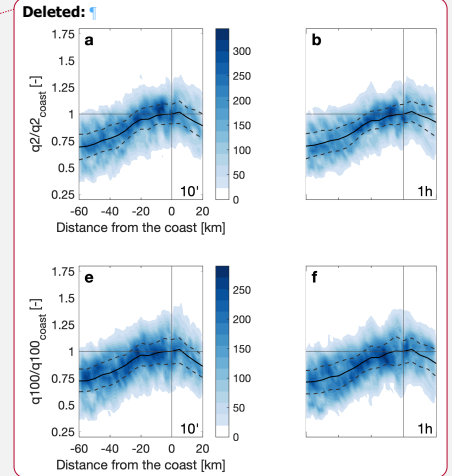 Deleted: ¶
a
b
1.75
1.5
1.25
1
0.75
0.5
0.25
q2/q2coast [-]
10'
1h
-60 -40 -20 0 20
Distance from the coast [km]
300
250
200
150
100
50
0
e
f
1.75
1.5
1.25
1
0.75
0.5
0.25
q100/q100coast [-]
10'
1h
-60 -40 -20 0 20
Distance from the coast [km]
250
200
150
100
50
0